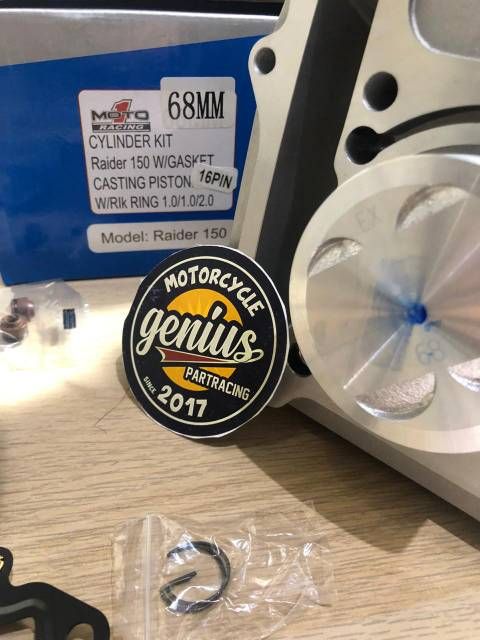 MOTO 1
RACING
68MM
CYLINDER KIT
Raider 150 W/GASKET
CASTING PISTON
16PIN
W/RIk RING 1.0/1.0/2.0
Model: Raider 150
MOTORCYCLE
genius
PARTRACING
SINCE 2017
EX
68